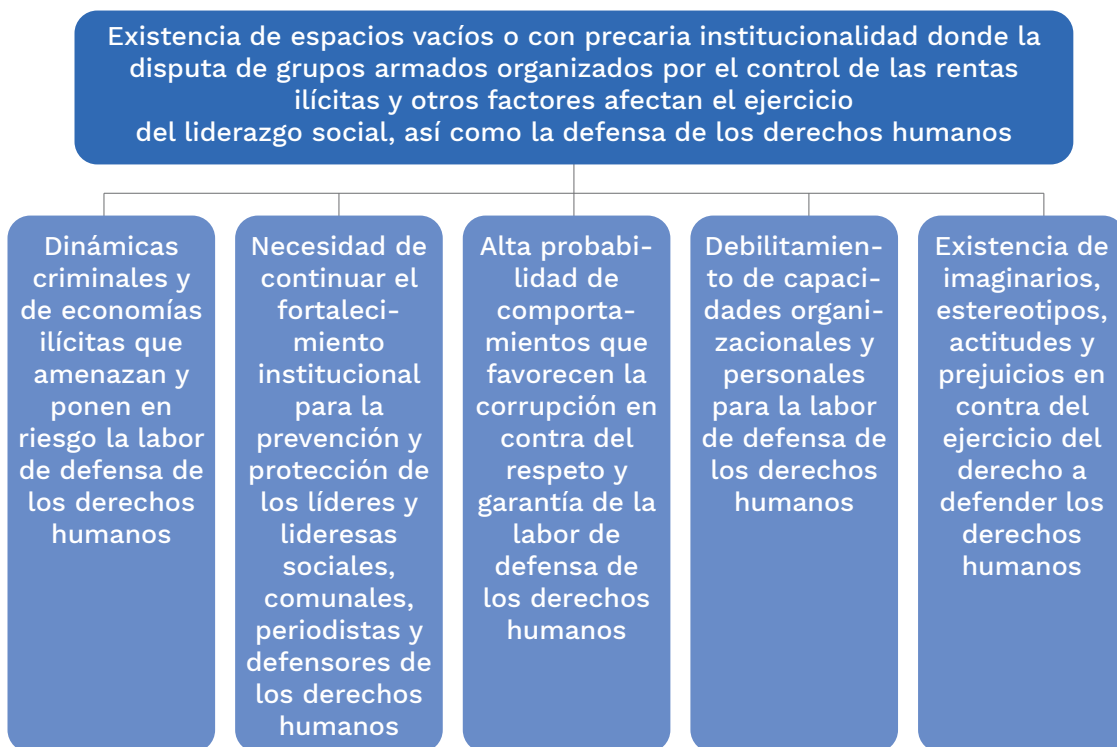 Existencia de espacios vacíos o con precaria institucionalidad donde la
disputa de grupos armados organizados por el control de las rentas
ilícitas y otros factores afectan el ejercicio
del liderazgo social, así como la defensa de los derechos humanos
Dinámicas
criminales y
de economías
ilícitas que
amenazan y
ponen en
riesgo la labor
de defensa de
los derechos
humanos
Necesidad de
continuar el
fortaleci-
miento
institucional
para la
prevención y
protección de
los líderes y
lideresas
sociales,
comunales,
periodistas y
defensores de
los derechos
humanos
Alta probabi-
lidad de
comporta-
mientos que
favorecen la
corrupción en
contra del
respeto y
garantía de la
labor de
defensa de
los derechos
humanos
Debilitamien-
to de capaci-
dades organi-
zacionales y
personales
para la labor
de defensa de
los derechos
humanos
Existencia de
imaginarios,
estereotipos,
actitudes y
prejuicios en
contra del
ejercicio del
derecho a
defender los
derechos
humanos